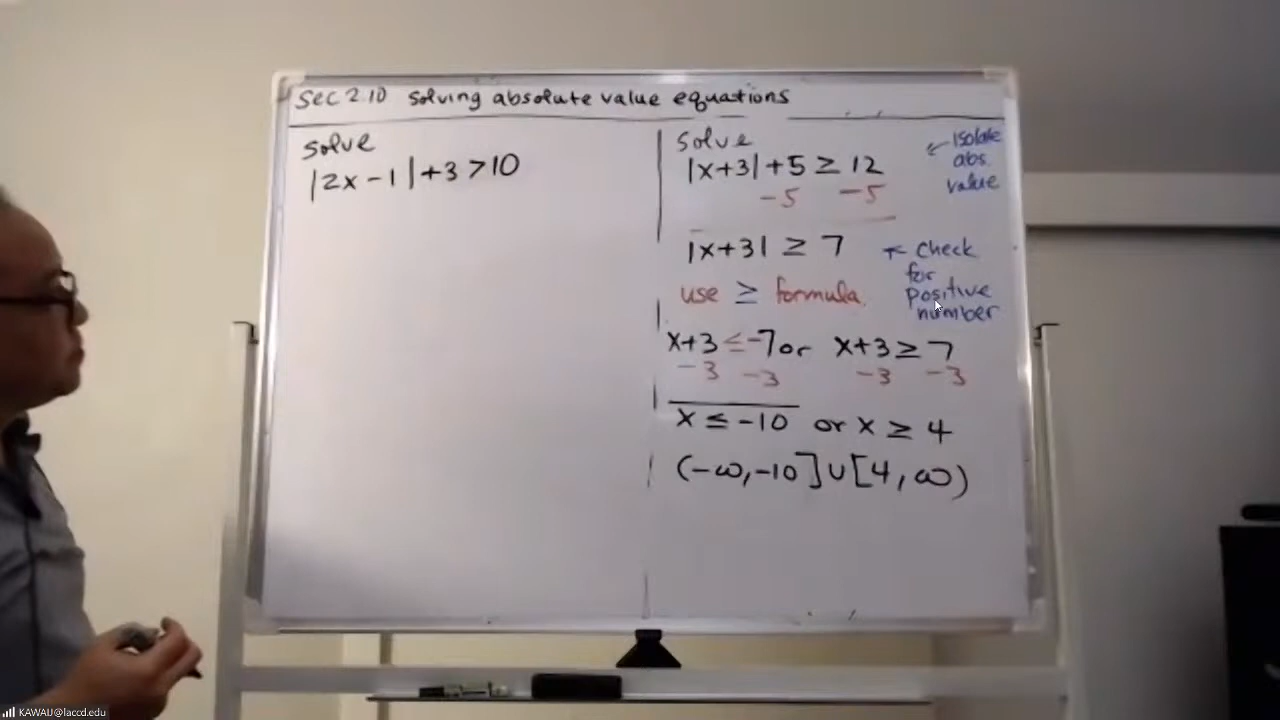 Sec 2.10 solving absolute value equations
solve
|2x - 1| + 3 > 10
solve
|x+3| + 5 ≥ 12
-5 -5
← Isolate
abs.
value
|x+3| ≥ 7
← Check
for
positive
number
use ≥ formula.
x+3 ≤ -7 or x+3 ≥ 7
-3 -3 -3 -3
x ≤ -10 or x ≥ 4
(-∞, -10] ∪ [4, ∞)
KAWAIJ@laccd.edu